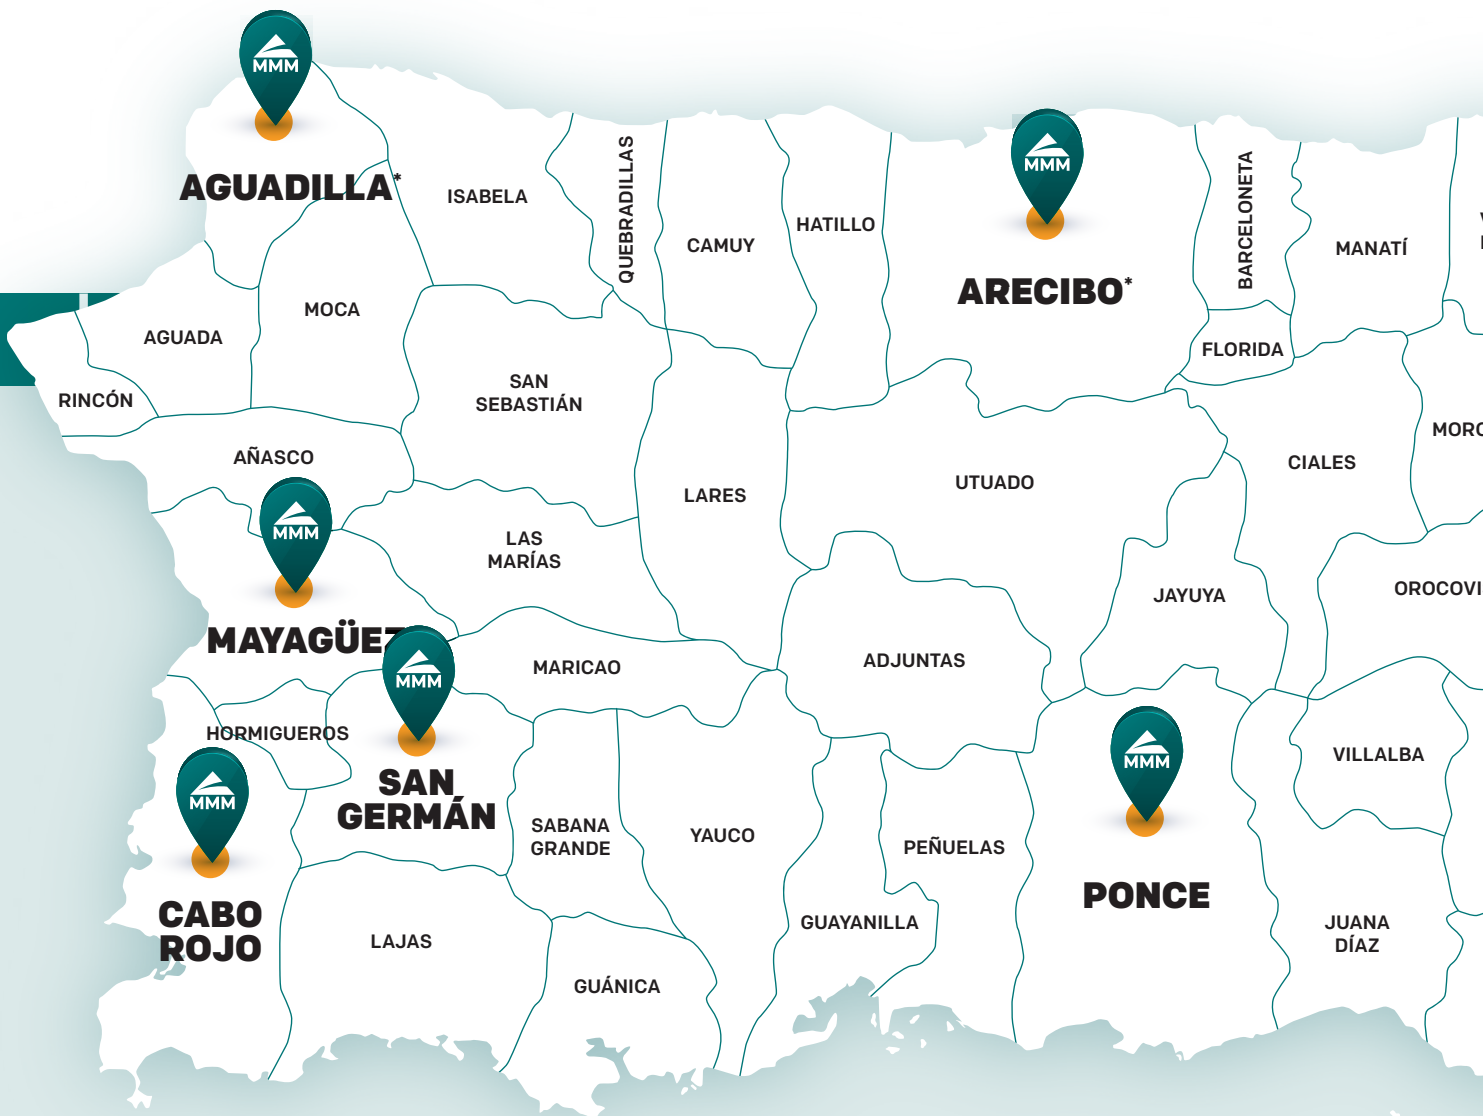 MMM
AGUADILLA*
ISABELA
QUEBRADILLAS
CAMUY
HATILLO
MMM
ARECIBO*
BARCELONETA
MANATÍ
FLORIDA
MOCA
AGUADA
RINCÓN
SAN
SEBASTIÁN
AÑASCO
LARES
UTUADO
CIALES
MORO
MMM
MAYAGÜEZ
LAS
MARÍAS
JAYUYA
OROCOVI
MMM
MARICAO
ADJUNTAS
HORMIGUEROS
SAN
GERMÁN
MMM
CABO
ROJO
SABANA
GRANDE
YAUCO
PEÑUELAS
MMM
PONCE
VILLALBA
GUAYANILLA
JUANA
DÍAZ
LAJAS
GUÁNICA